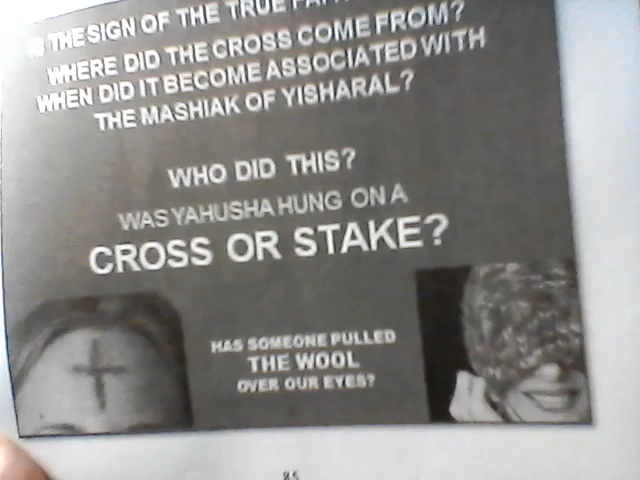 THE SIGN OF THE TRUE
WHERE DID THE CROSS COME FROM?
WHEN DID IT BECOME ASSOCIATED WITH
THE MASHIAK OF YISHARAL?
WHO DID THIS?
WAS YAHUSHA HUNG ON A
CROSS OR STAKE?
HAS SOMEONE PULLED
THE WOOL
OVER OUR EYES?
85